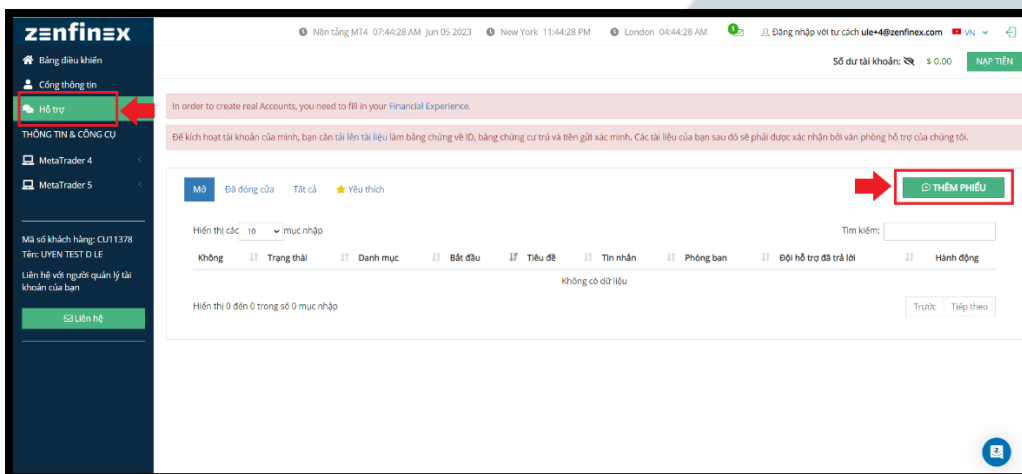 zenfinex
Nền tảng MT4 07:44:28 AM Jun 05 2023 New York 11:44:28 PM London 04:44:28 AM 1 Đăng nhập với tư cách ule+4@zenfinex.com VN
Bảng điều khiển
Số dư tài khoản: $ 0.00 NẠP TIỀN
Cổng thông tin
Hỗ trợ
In order to create real Accounts, you need to fill in your Financial Experience.
THÔNG TIN & CÔNG CỤ
Để kích hoạt tài khoản của mình, bạn cần tải lên tài liệu làm bằng chứng về ID, bằng chứng cư trú và tiền gửi xác minh. Các tài liệu của bạn sau đó sẽ phải được xác nhận bởi văn phòng hỗ trợ của chúng tôi.
MetaTrader 4
MetaTrader 5
Mở Đã đóng cửa Tất cả Yêu thích THÊM PHIẾU
Mã số khách hàng: CU11378
Tên: UYEN TEST D LE
Liên hệ với người quản lý tài
khoản của bạn
Liên hệ
Hiển thị các 10 mục nhập Tìm kiếm:
Không Trạng thái Danh mục Bắt đầu Tiêu đề Tin nhắn Phòng ban Đội hỗ trợ đã trả lời Hành động
Không có dữ liệu
Hiển thị 0 đến 0 trong số 0 mục nhập Trước Tiếp theo